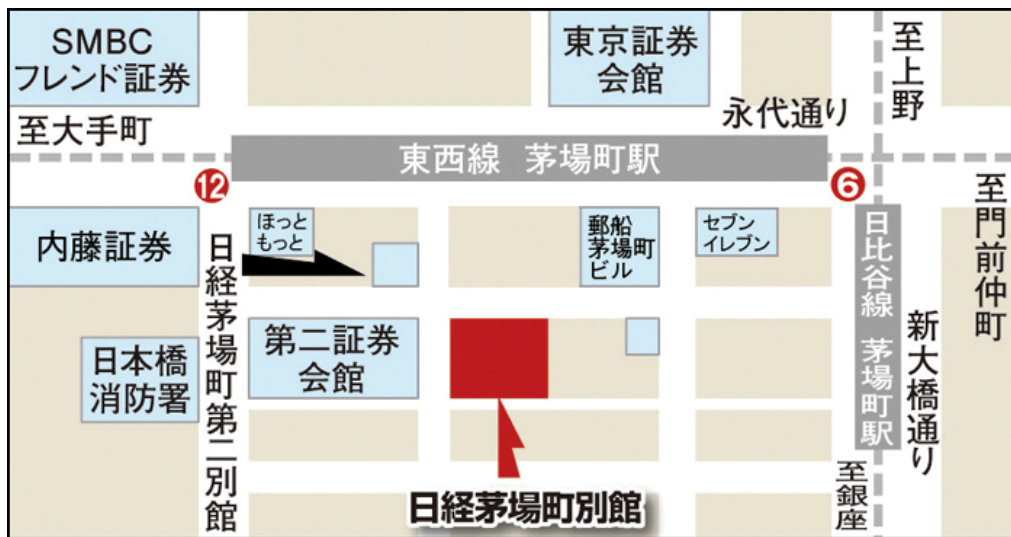 SMBC
フレンド証券
東京証券
会館
至上野
永代通り
至大手町
東西線 茅場町駅
⑫
⑥
至門前仲町
内藤証券
ほっと
もっと
郵船
茅場町
ビル
セブン
イレブン
日比谷線 茅場町駅
新大橋通り
日経茅場町第二別館
第二証券
会館
日本橋
消防署
至銀座
日経茅場町別館